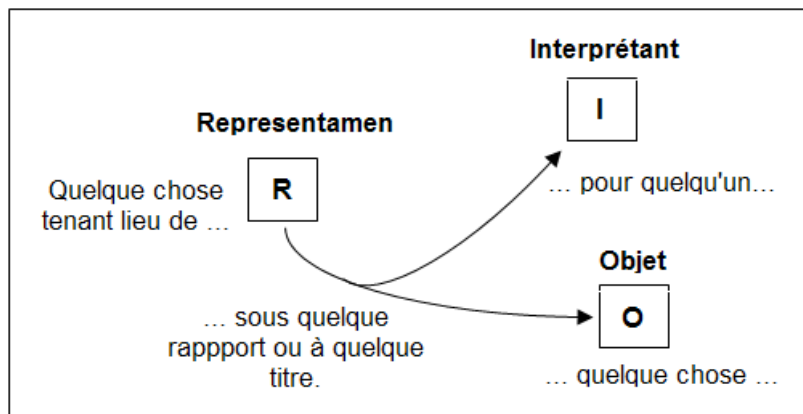 Interprétant
I
Representamen
R
Quelque chose
tenant lieu de ...
... pour quelqu'un...
Objet
O
... sous quelque
rappport ou à quelque
titre.
... quelque chose ...